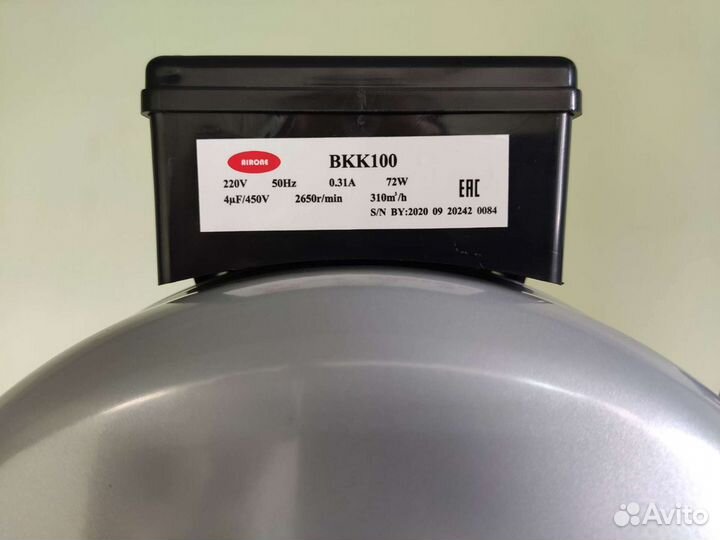 AIRONE
BKK100
220V 50Hz 0.31A 72W
4µF/450V 2650r/min 310m³/h
S/N BY:2020 09 20242 0084
EAC
Avito